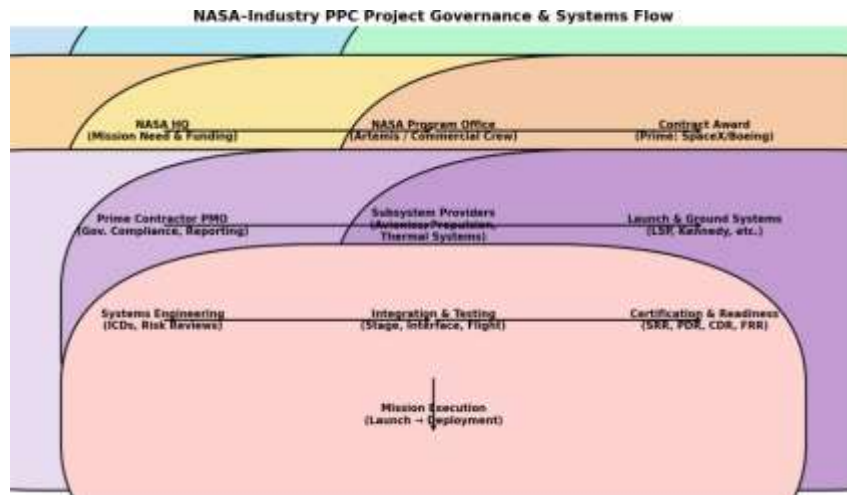 NASA-Industry PPC Project Governance & Systems Flow
NASA HQ
(Mission Need & Funding)
NASA Program Office
(Artemis / Commercial Crew)
Contract Award
(Prime: SpaceX/Boeing)
Prime Contractor PMO
(Gov. Compliance, Reporting)
Subsystem Providers
(Avionics, Propulsion,
Thermal Systems)
Launch & Ground Systems
(LSP, Kennedy, etc.)
Systems Engineering
(ICDs, Risk Reviews)
Integration & Testing
(Stage, Interface, Flight)
Certification & Readiness
(SRR, PDR, CDR, FRR)
Mission Execution
(Launch → Deployment)